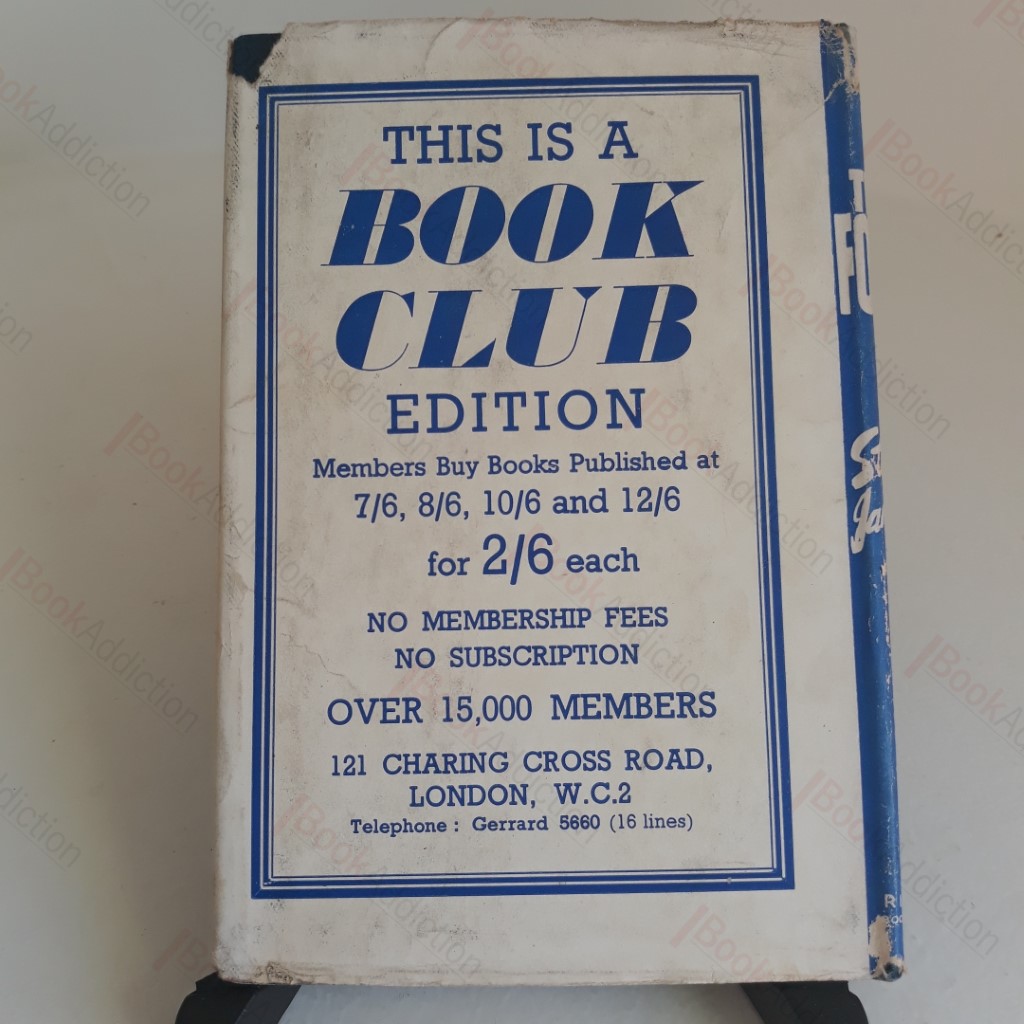 THIS IS A
BOOK
CLUB
EDITION
Members Buy Books Published at
7/6, 8/6, 10/6 and 12/6
for 2/6 each
NO MEMBERSHIP FEES
NO SUBSCRIPTION
OVER 15,000 MEMBERS
121 CHARING CROSS ROAD,
LONDON, W.C.2
Telephone : Gerrard 5660 (16 lines)
BookAddiction